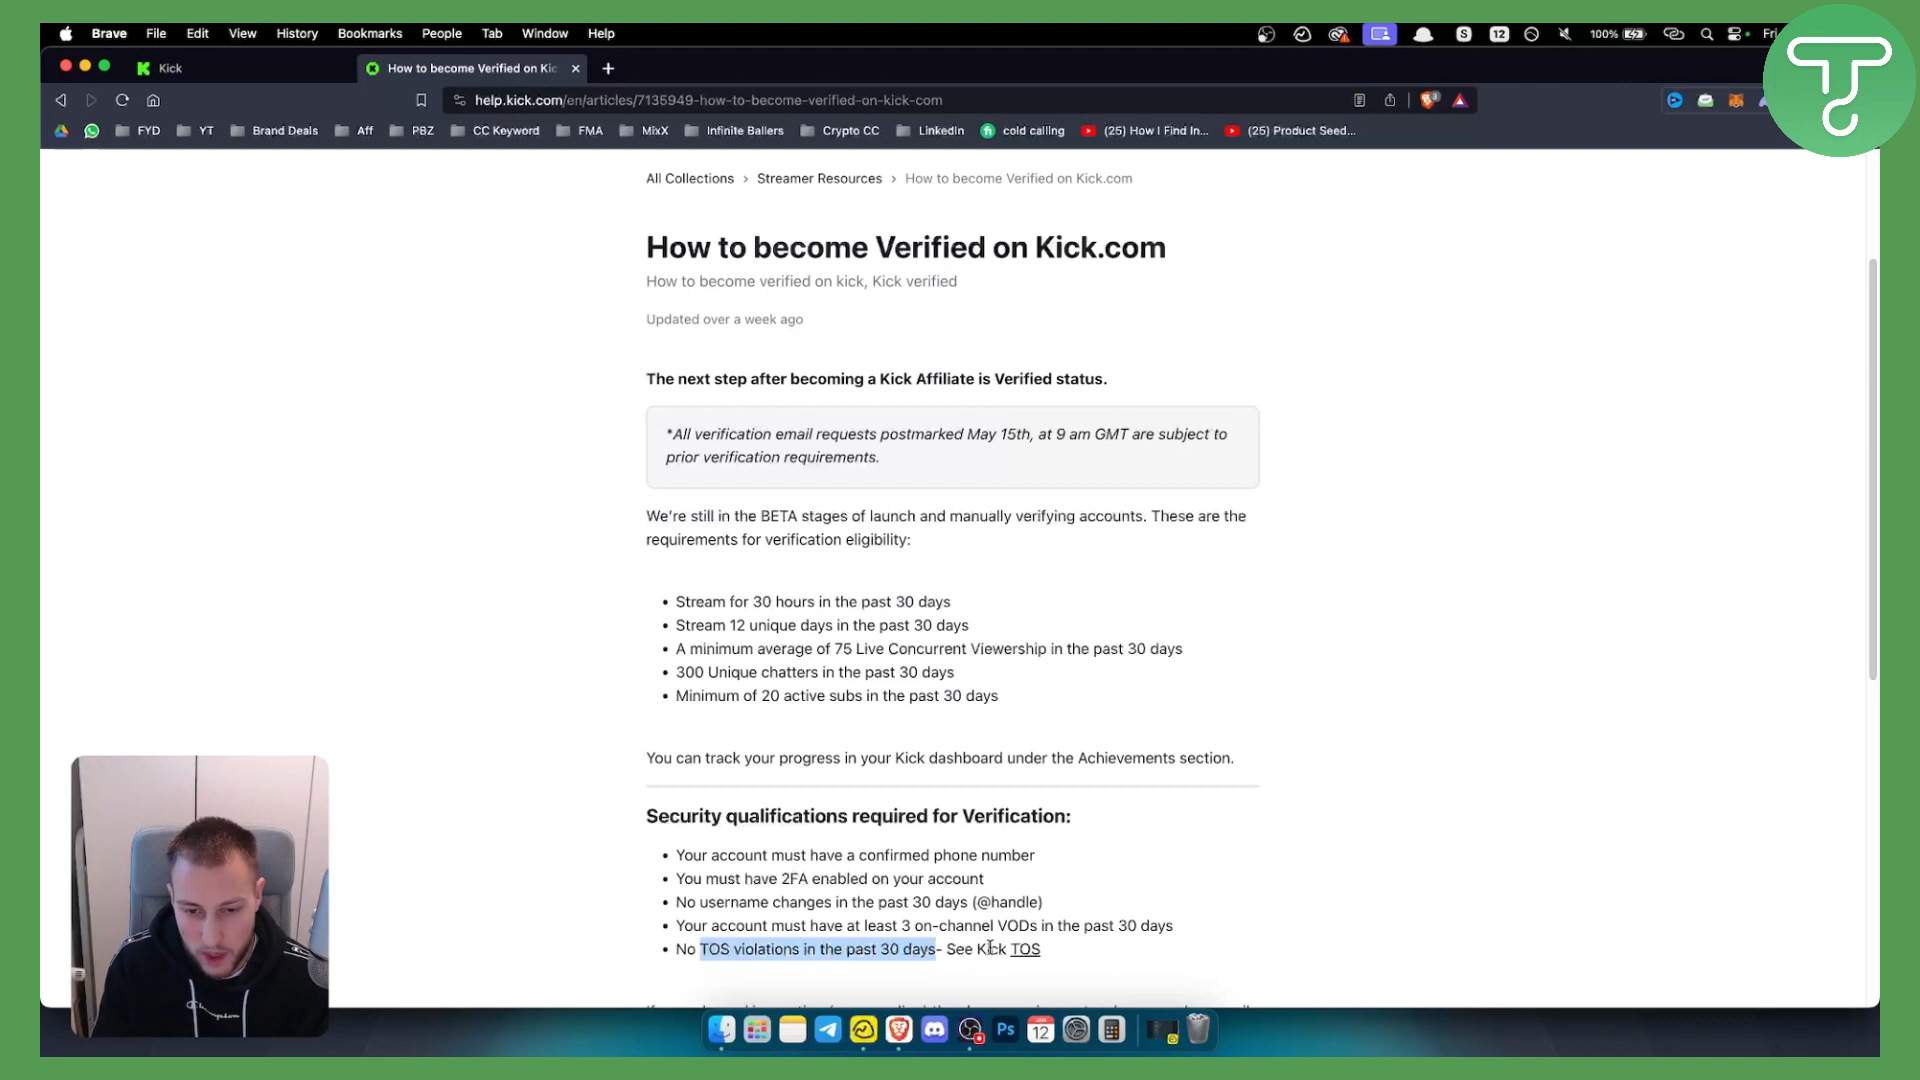 Brave File Edit View History Bookmarks People Tab Window Help
S 12 100% Fri
Kick
How to become Verified on Kic
help.kick.com/en/articles/7135949-how-to-become-verified-on-kick-com
FYD YT Brand Deals Aff PBZ CC Keyword FMA MixX Infinite Ballers Crypto CC LinkedIn cold calling (25) How I Find In... (25) Product Seed...
All Collections > Streamer Resources > How to become Verified on Kick.com
How to become Verified on Kick.com
How to become verified on kick, Kick verified
Updated over a week ago
The next step after becoming a Kick Affiliate is Verified status.
*All verification email requests postmarked May 15th, at 9 am GMT are subject to
prior verification requirements.
We're still in the BETA stages of launch and manually verifying accounts. These are the
requirements for verification eligibility:
• Stream for 30 hours in the past 30 days
• Stream 12 unique days in the past 30 days
• A minimum average of 75 Live Concurrent Viewership in the past 30 days
• 300 Unique chatters in the past 30 days
• Minimum of 20 active subs in the past 30 days
You can track your progress in your Kick dashboard under the Achievements section.
Security qualifications required for Verification:
• Your account must have a confirmed phone number
• You must have 2FA enabled on your account
• No username changes in the past 30 days (@handle)
• Your account must have at least 3 on-channel VODs in the past 30 days
• No TOS violations in the past 30 days- See Kick TOS
Champion
Ps
12